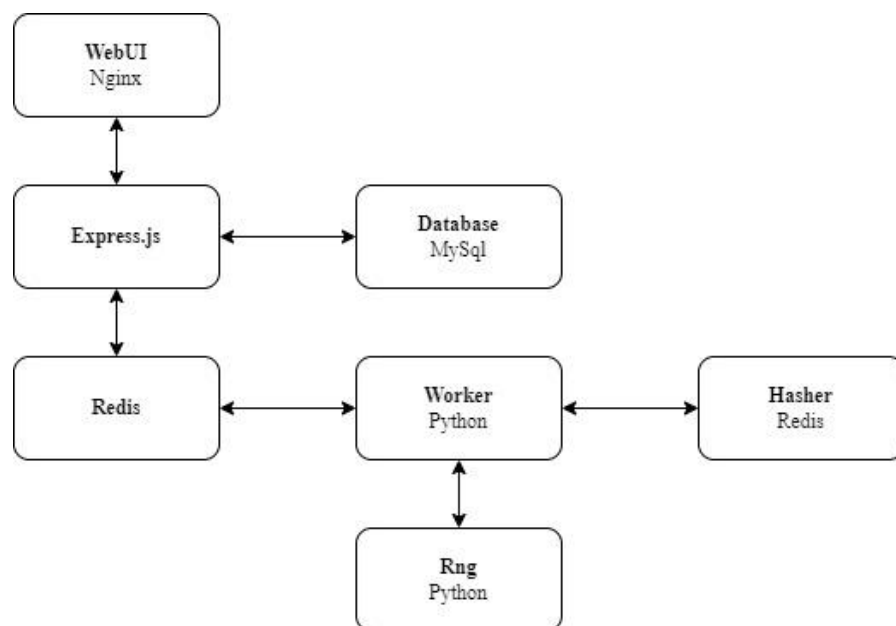 WebUI
Nginx
Express.js
Database
MySql
Redis
Worker
Python
Hasher
Redis
Rng
Python